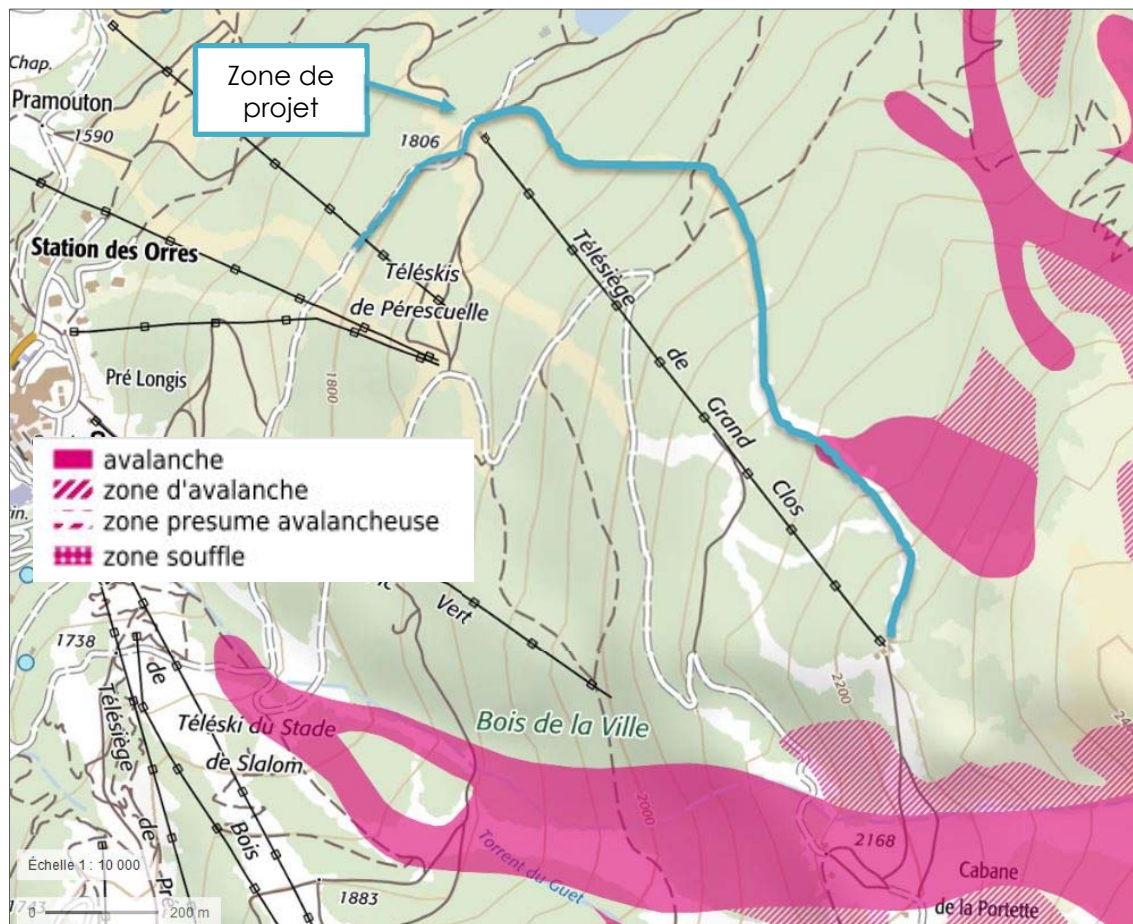 Zone de
projet
Chap.
Pramouton
1590
1806
Station des Orres
Téléskis
de Pérescuelle
Télésiège
de
Grand
Clos
Pré Longis
1800
avalanche
zone d'avalanche
zone presume avalancheuse
zone souffle
Vert
1738
2200
Téléski du Stade
de Slalom
Bois de la Ville
Télésiège
de
Pré
de
Bois
2000
Torrent du Guet
2168
Cabane
de la Portette
Échelle 1 : 10 000
1883
0
200 m